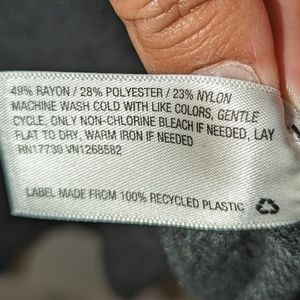 49% RAYON / 28% POLYESTER / 23% NYLON
MACHINE WASH COLD WITH LIKE COLORS, GENTLE
CYCLE, ONLY NON-CHLORINE BLEACH IF NEEDED, LAY
FLAT TO DRY, WARM IRON IF NEEDED
RN17730 VN1268582
LABEL MADE FROM 100% RECYCLED PLASTIC